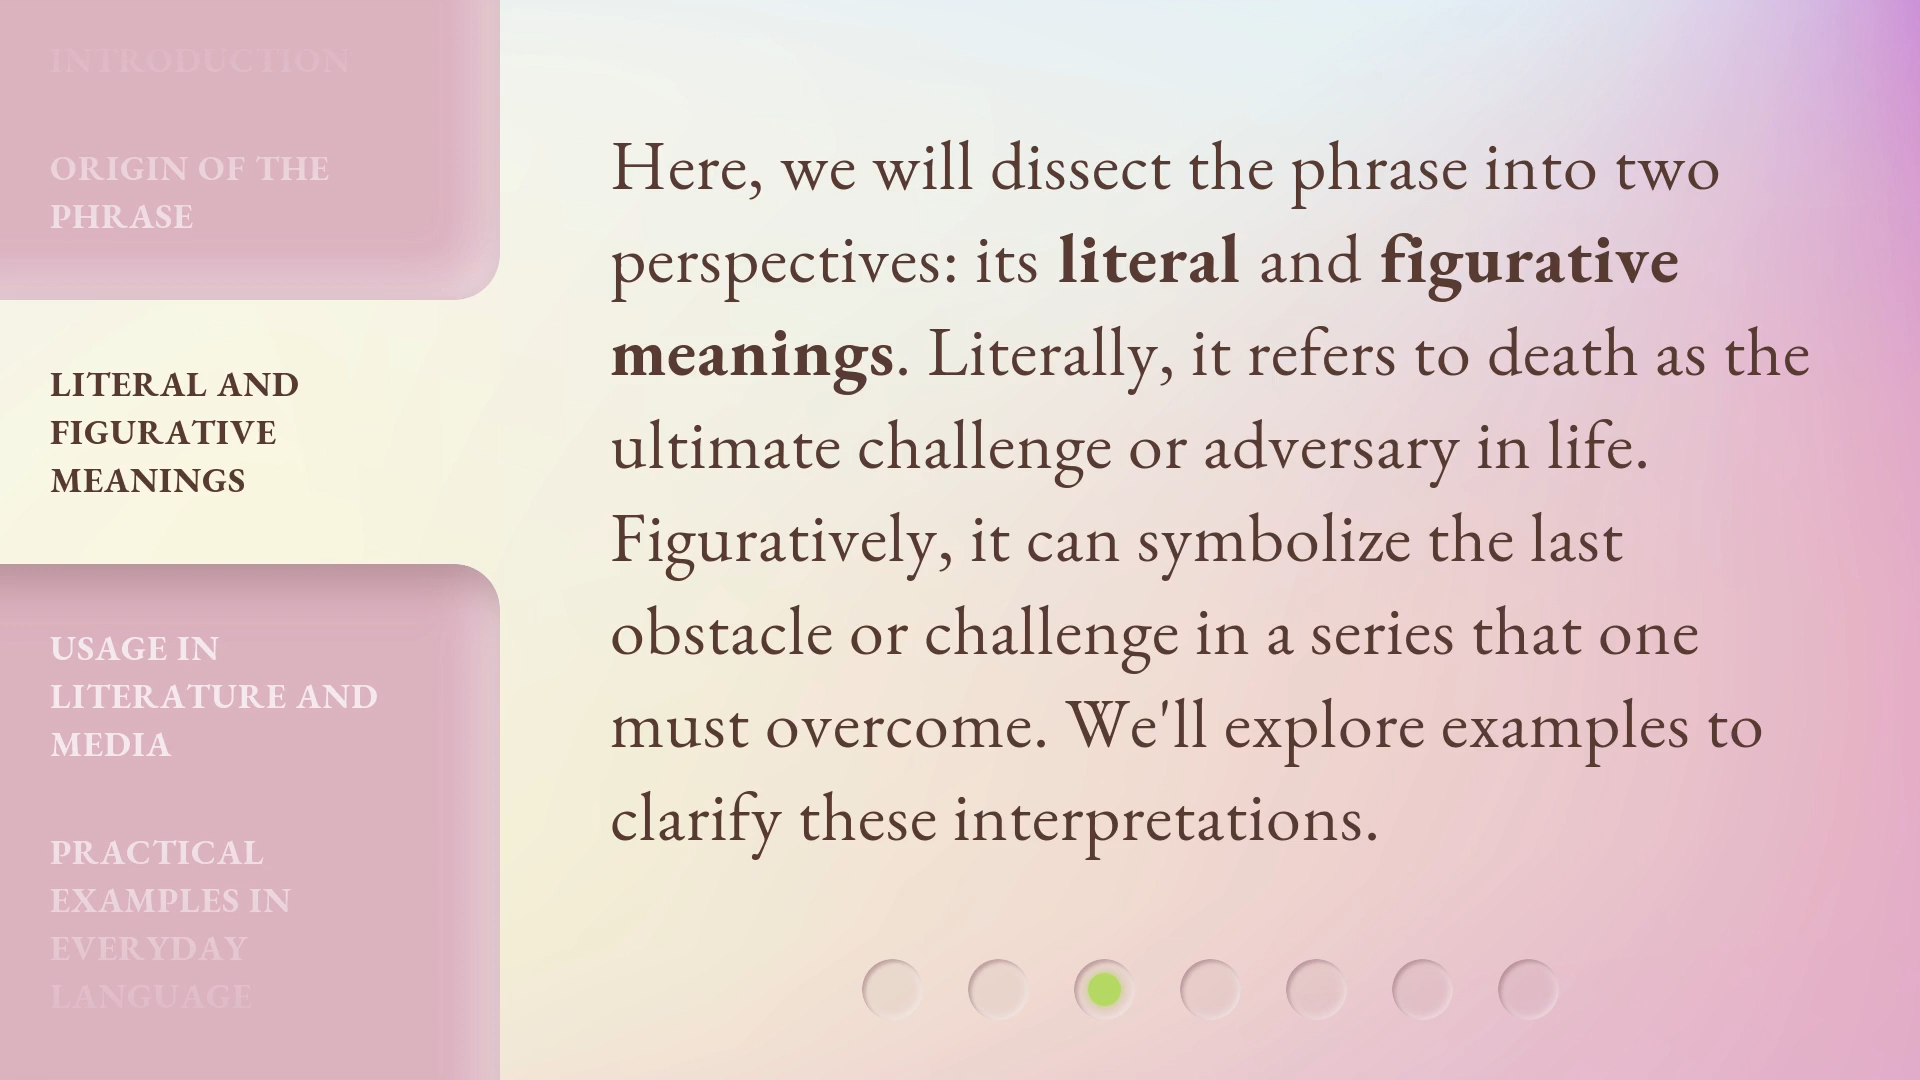 INTRODUCTION
ORIGIN OF THE
PHRASE
LITERAL AND
FIGURATIVE
MEANINGS
USAGE IN
LITERATURE AND
MEDIA
PRACTICAL
EXAMPLES IN
EVERYDAY
LANGUAGE
Here, we will dissect the phrase into two
perspectives: its literal and figurative
meanings. Literally, it refers to death as the
ultimate challenge or adversary in life.
Figuratively, it can symbolize the last
obstacle or challenge in a series that one
must overcome. We'll explore examples to
clarify these interpretations.